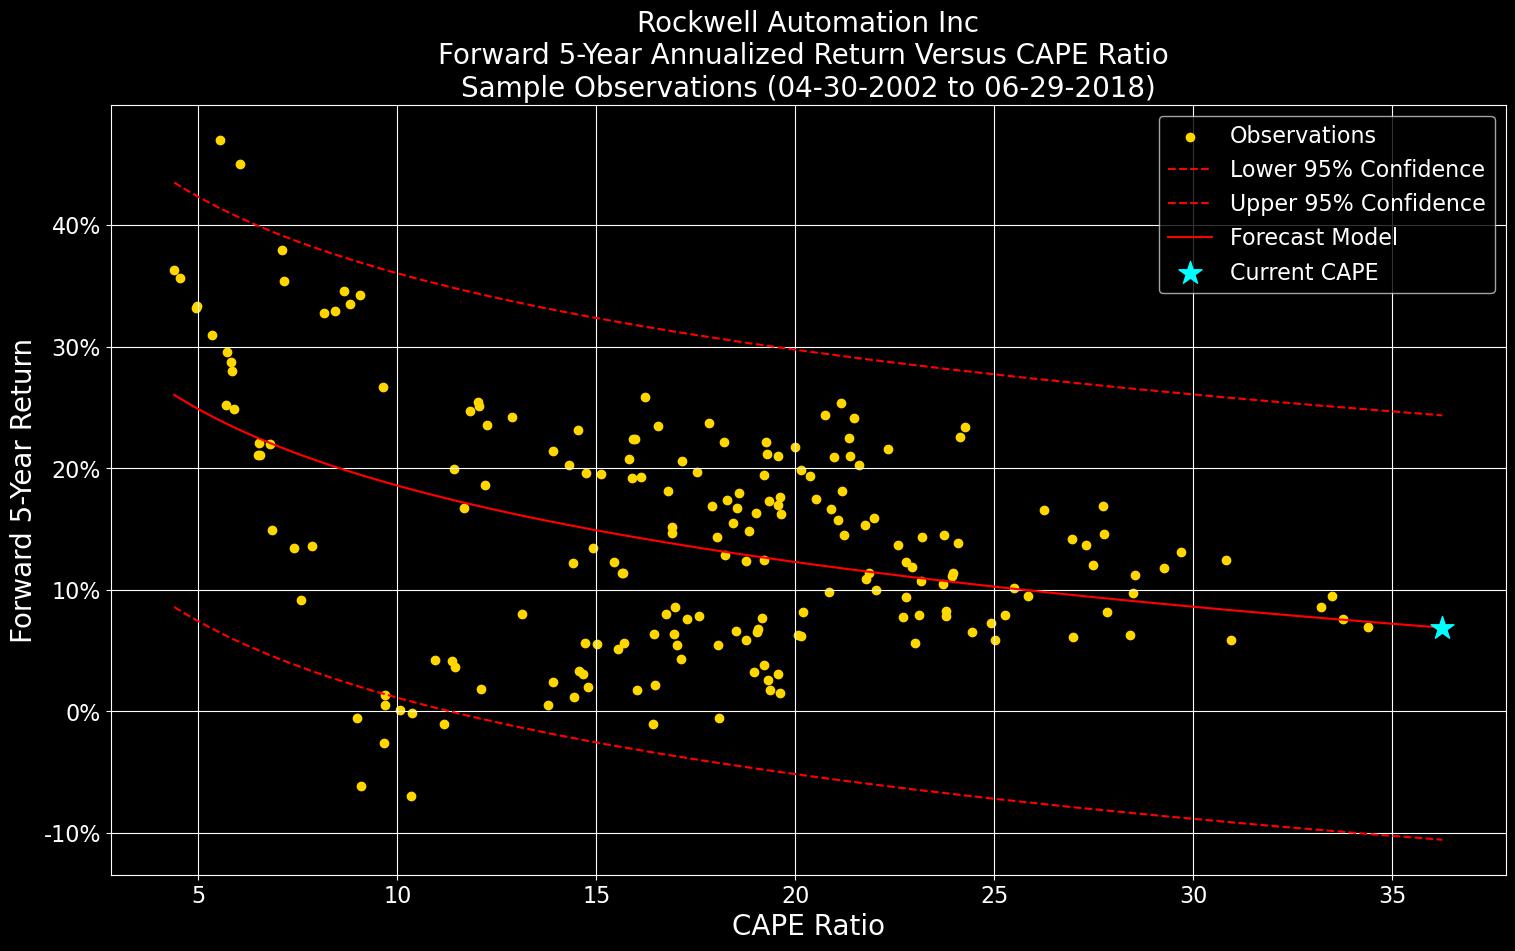 Rockwell Automation Inc
Forward 5-Year Annualized Return Versus CAPE Ratio
Sample Observations (04-30-2002 to 06-29-2018)
Observations
Lower 95% Confidence
Upper 95% Confidence
Forecast Model
Current CAPE
Forward 5-Year Return
40%
30%
20%
10%
0%
-10%
5 10 15 20 25 30 35
CAPE Ratio